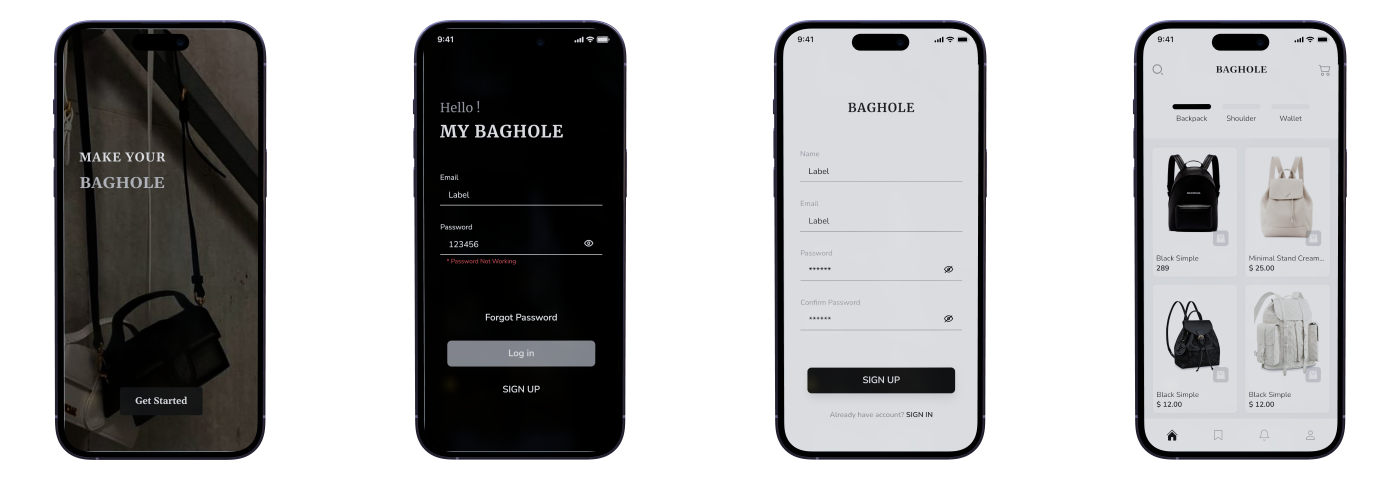 MAKE YOUR
BAGHOLE
Get Started
9:41
Hello !
MY BAGHOLE
Email
Label
Password
123456
* Password Not Working
Forgot Password
Log in
SIGN UP
9:41
BAGHOLE
Name
Label
Email
Label
Password
******
Confirm Password
******
SIGN UP
Already have account? SIGN IN
9:41
BAGHOLE
Backpack Shoulder Wallet
Black Simple
289
Minimal Stand Cream...
$ 25.00
Black Simple
$ 12.00
Black Simple
$ 12.00